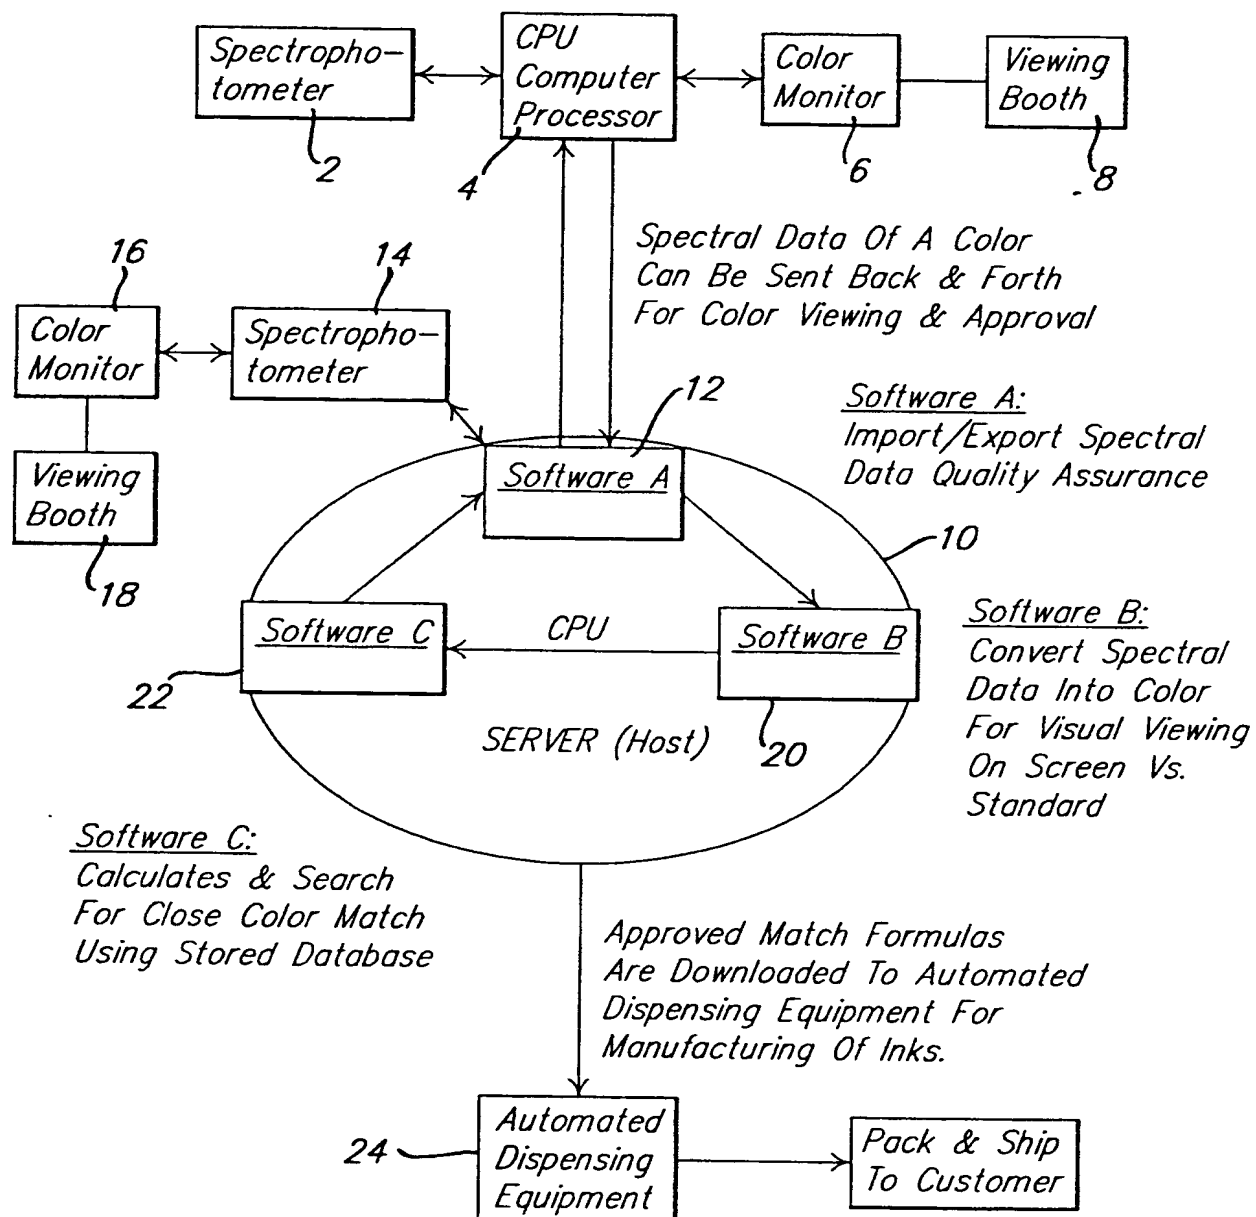 Spectropho-
tometer
2
CPU
Computer
Processor
4
Color
Monitor
6
Viewing
Booth
8
Spectral Data Of A Color
Can Be Sent Back & Forth
For Color Viewing & Approval
16
Color
Monitor
14
Spectropho-
tometer
Viewing
Booth
18
12
Software A
Software A:
Import/Export Spectral
Data Quality Assurance
10
Software C
22
CPU
Software B
20
SERVER (Host)
Software B:
Convert Spectral
Data Into Color
For Visual Viewing
On Screen Vs.
Standard
Software C:
Calculates & Search
For Close Color Match
Using Stored Database
Approved Match Formulas
Are Downloaded To Automated
Dispensing Equipment For
Manufacturing Of Inks.
24
Automated
Dispensing
Equipment
Pack & Ship
To Customer